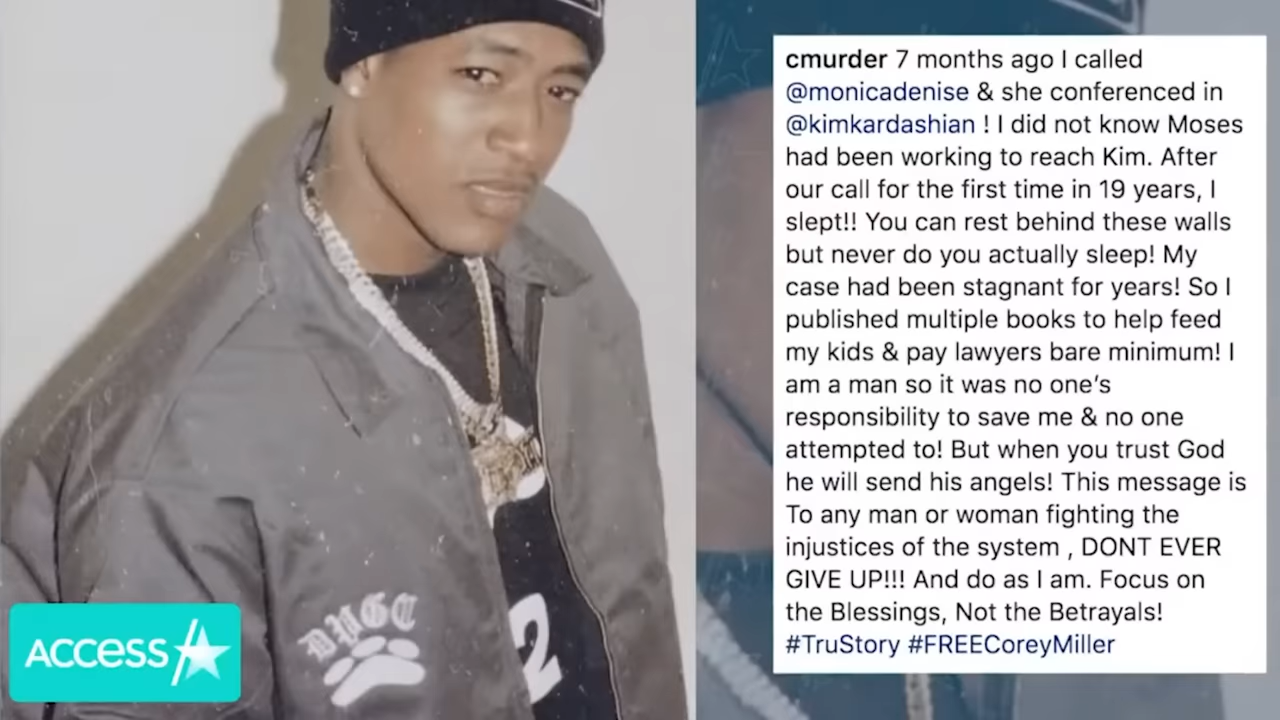 cmurder 7 months ago I called
@monicadenise & she conferenced in
@kimkardashian ! I did not know Moses
had been working to reach Kim. After
our call for the first time in 19 years, I
slept!! You can rest behind these walls
but never do you actually sleep! My
case had been stagnant for years! So I
published multiple books to help feed
my kids & pay lawyers bare minimum! I
am a man so it was no one’s
responsibility to save me & no one
attempted to! But when you trust God
he will send his angels! This message is
To any man or woman fighting the
injustices of the system , DONT EVER
GIVE UP!!! And do as I am. Focus on
the Blessings, Not the Betrayals!
#TruStory #FREECoreyMiller
2
ACCESS